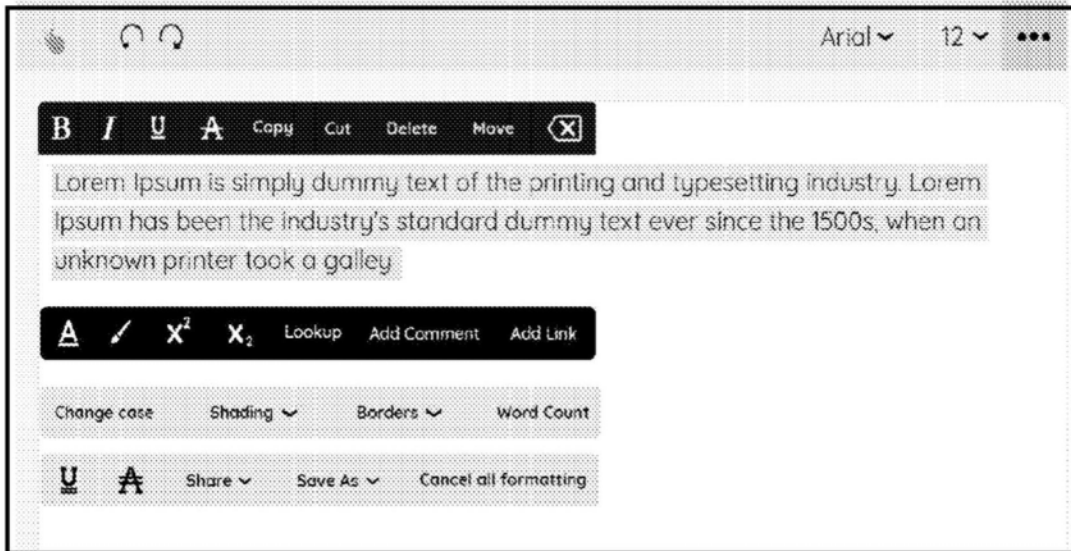 Arial 12 •••
B I U A Copy Cut Delete Move
Lorem Ipsum is simply dummy text of the printing and typesetting industry. Lorem
Ipsum has been the industry's standard dummy text ever since the 1500s, when an
unknown printer took a galley
A X² X₂ Lookup Add Comment Add Link
Change case Shading Borders Word Count
U A Share Save As Cancel all formatting